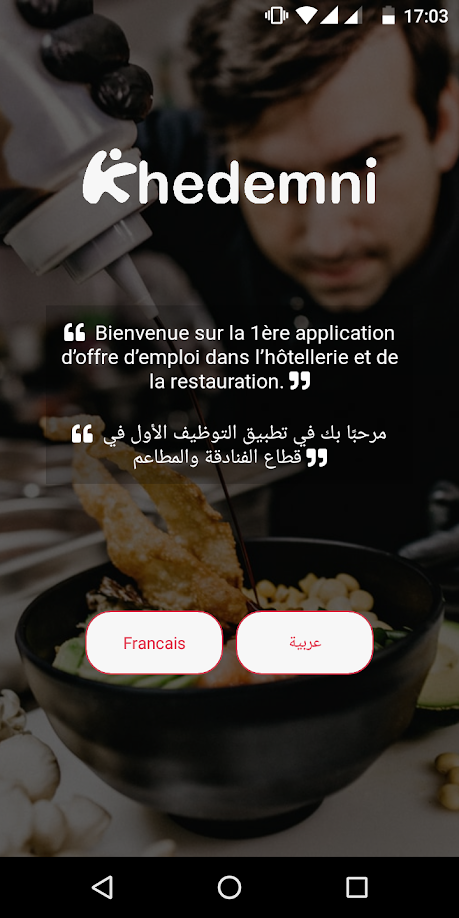 17:03
Khedemni
❝ Bienvenue sur la 1ère application
d’offre d’emploi dans l’hôtellerie et de
la restauration. ❞
❝ مرحبًا بك في تطبيق التوظيف الأول في
قطاع الفنادقة والمطاعم ❞
Francais
عربية